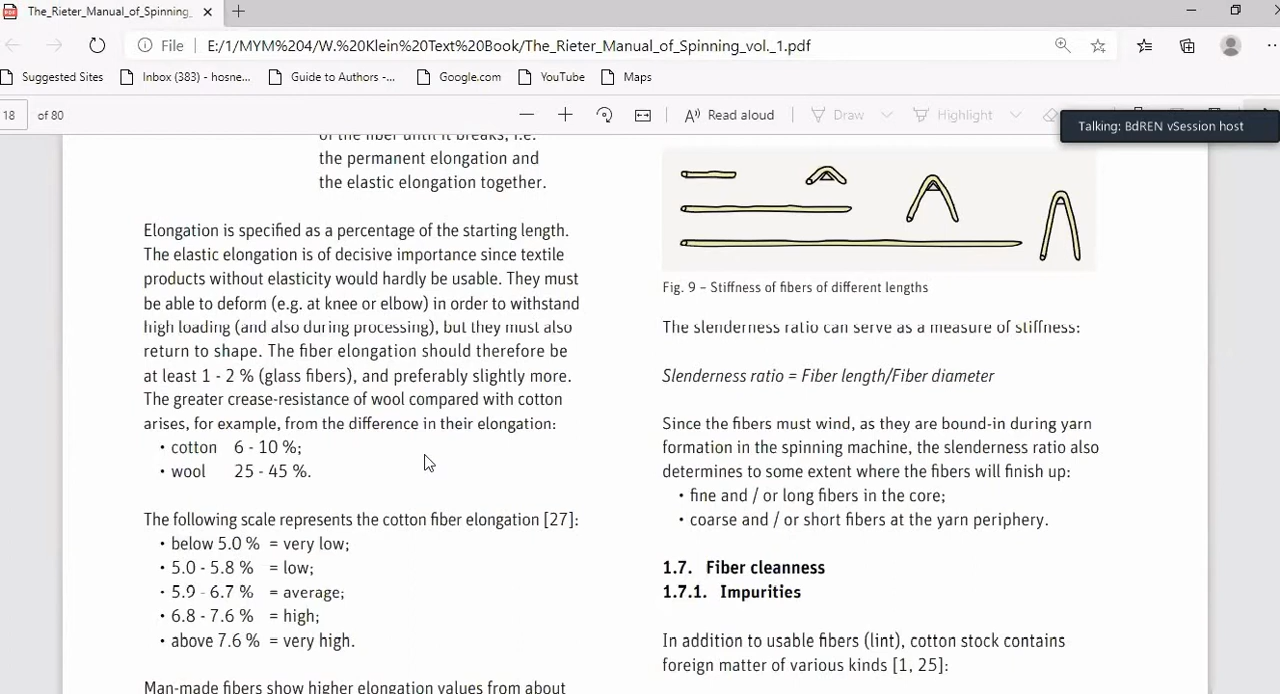 The_Rieter_Manual_of_Spinning_
File E:/1/MYM%204/W.%20Klein%20Text%20Book/The_Rieter_Manual_of_Spinning_vol._1.pdf
Suggested Sites Inbox (383) - hosne... Guide to Authors -... Google.com YouTube Maps
18 of 80 Read aloud Draw Highlight
Talking: BdREN vSession host
of the fiber until it breaks, i.e.
the permanent elongation and
the elastic elongation together.
Elongation is specified as a percentage of the starting length.
The elastic elongation is of decisive importance since textile
products without elasticity would hardly be usable. They must
be able to deform (e.g. at knee or elbow) in order to withstand
high loading (and also during processing), but they must also
return to shape. The fiber elongation should therefore be
at least 1 - 2 % (glass fibers), and preferably slightly more.
The greater crease-resistance of wool compared with cotton
arises, for example, from the difference in their elongation:
• cotton 6 - 10 %;
• wool 25 - 45 %.
The following scale represents the cotton fiber elongation [27]:
• below 5.0 % = very low;
• 5.0 - 5.8 % = low;
• 5.9 - 6.7 % = average;
• 6.8 - 7.6 % = high;
• above 7.6 % = very high.
Man-made fibers show higher elongation values from about
Fig. 9 – Stiffness of fibers of different lengths
The slenderness ratio can serve as a measure of stiffness:
Slenderness ratio = Fiber length/Fiber diameter
Since the fibers must wind, as they are bound-in during yarn
formation in the spinning machine, the slenderness ratio also
determines to some extent where the fibers will finish up:
• fine and / or long fibers in the core;
• coarse and / or short fibers at the yarn periphery.
1.7. Fiber cleanness
1.7.1. Impurities
In addition to usable fibers (lint), cotton stock contains
foreign matter of various kinds [1, 25]: